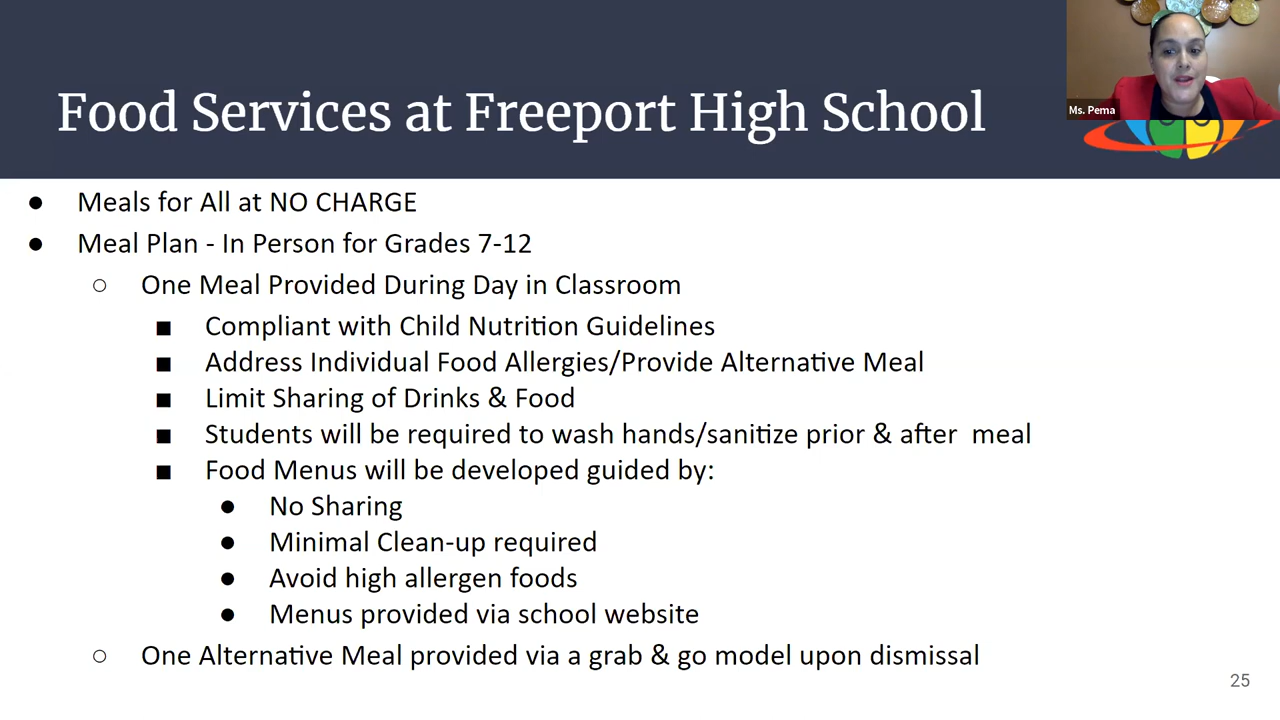 Food Services at Freeport High School
Ms. Pema
● Meals for All at NO CHARGE
● Meal Plan - In Person for Grades 7-12
○ One Meal Provided During Day in Classroom
■ Compliant with Child Nutrition Guidelines
■ Address Individual Food Allergies/Provide Alternative Meal
■ Limit Sharing of Drinks & Food
■ Students will be required to wash hands/sanitize prior & after meal
■ Food Menus will be developed guided by:
● No Sharing
● Minimal Clean-up required
● Avoid high allergen foods
● Menus provided via school website
○ One Alternative Meal provided via a grab & go model upon dismissal
25